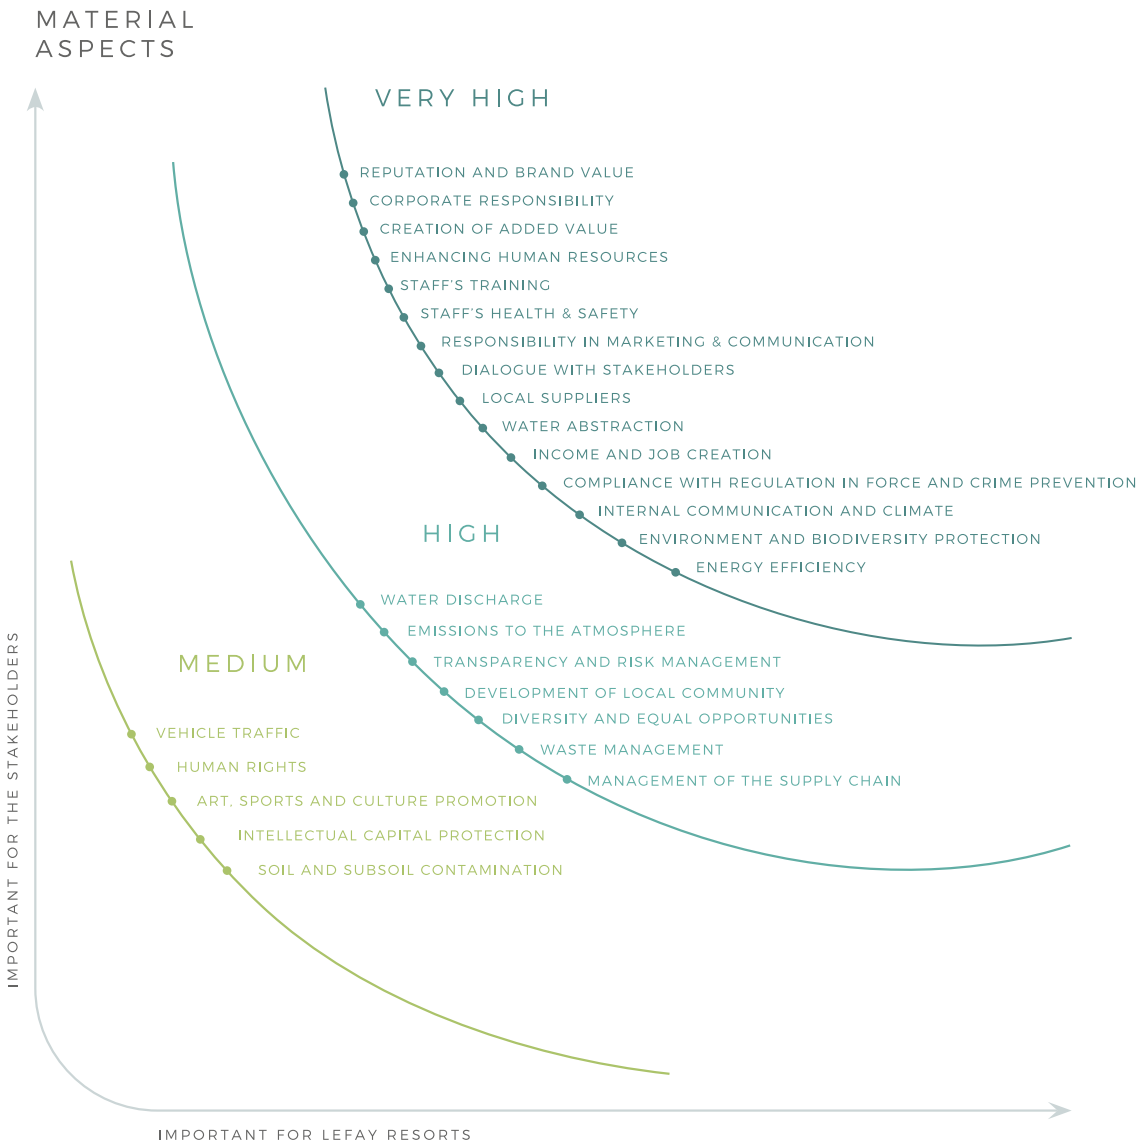 MATERIAL
ASPECTS
VERY HIGH
REPUTATION AND BRAND VALUE
CORPORATE RESPONSIBILITY
CREATION OF ADDED VALUE
ENHANCING HUMAN RESOURCES
STAFF'S TRAINING
STAFF'S HEALTH & SAFETY
RESPONSIBILITY IN MARKETING & COMMUNICATION
DIALOGUE WITH STAKEHOLDERS
LOCAL SUPPLIERS
WATER ABSTRACTION
INCOME AND JOB CREATION
COMPLIANCE WITH REGULATION IN FORCE AND CRIME PREVENTION
INTERNAL COMMUNICATION AND CLIMATE
ENVIRONMENT AND BIODIVERSITY PROTECTION
ENERGY EFFICIENCY
HIGH
WATER DISCHARGE
EMISSIONS TO THE ATMOSPHERE
TRANSPARENCY AND RISK MANAGEMENT
DEVELOPMENT OF LOCAL COMMUNITY
DIVERSITY AND EQUAL OPPORTUNITIES
WASTE MANAGEMENT
MANAGEMENT OF THE SUPPLY CHAIN
MEDIUM
VEHICLE TRAFFIC
HUMAN RIGHTS
ART, SPORTS AND CULTURE PROMOTION
INTELLECTUAL CAPITAL PROTECTION
SOIL AND SUBSOIL CONTAMINATION
IMPORTANT FOR THE STAKEHOLDERS
IMPORTANT FOR LEFAY RESORTS